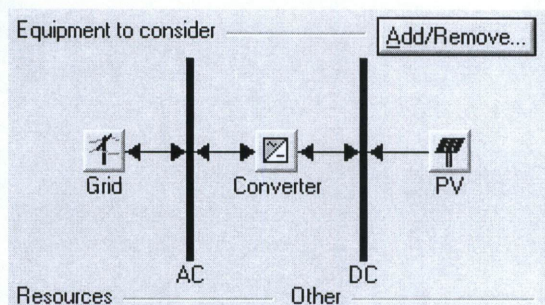 Equipment to consider
Add/Remove...
Grid
Converter
PV
AC
DC
Resources
Other